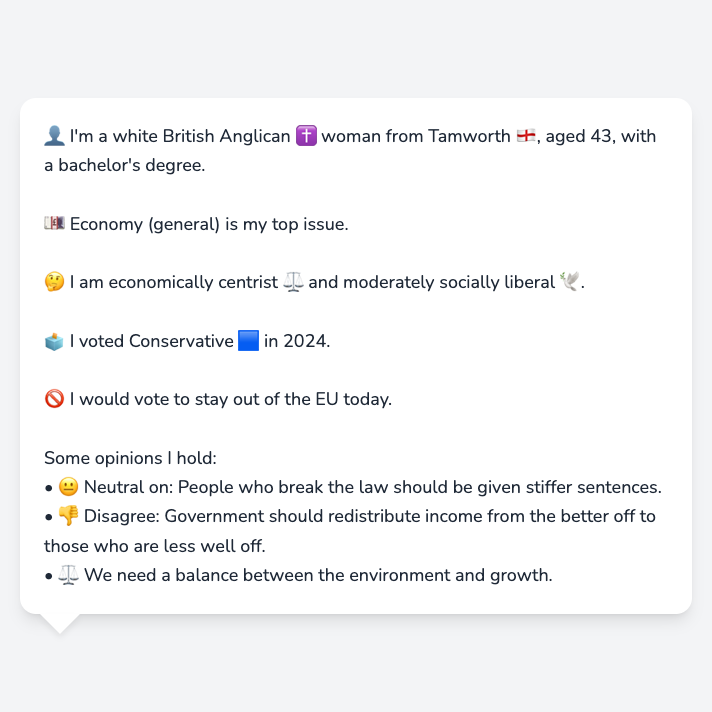 👤 I'm a white British Anglican ✝️ woman from Tamworth 🏴󠁧󠁢󠁥󠁮󠁧󠁿, aged 43, with
a bachelor's degree.
💷 Economy (general) is my top issue.
🤔 I am economically centrist ⚖️ and moderately socially liberal 🕊️.
🗳️ I voted Conservative 🟦 in 2024.
🚫 I would vote to stay out of the EU today.
Some opinions I hold:
• 😐 Neutral on: People who break the law should be given stiffer sentences.
• 👎 Disagree: Government should redistribute income from the better off to
those who are less well off.
• ⚖️ We need a balance between the environment and growth.